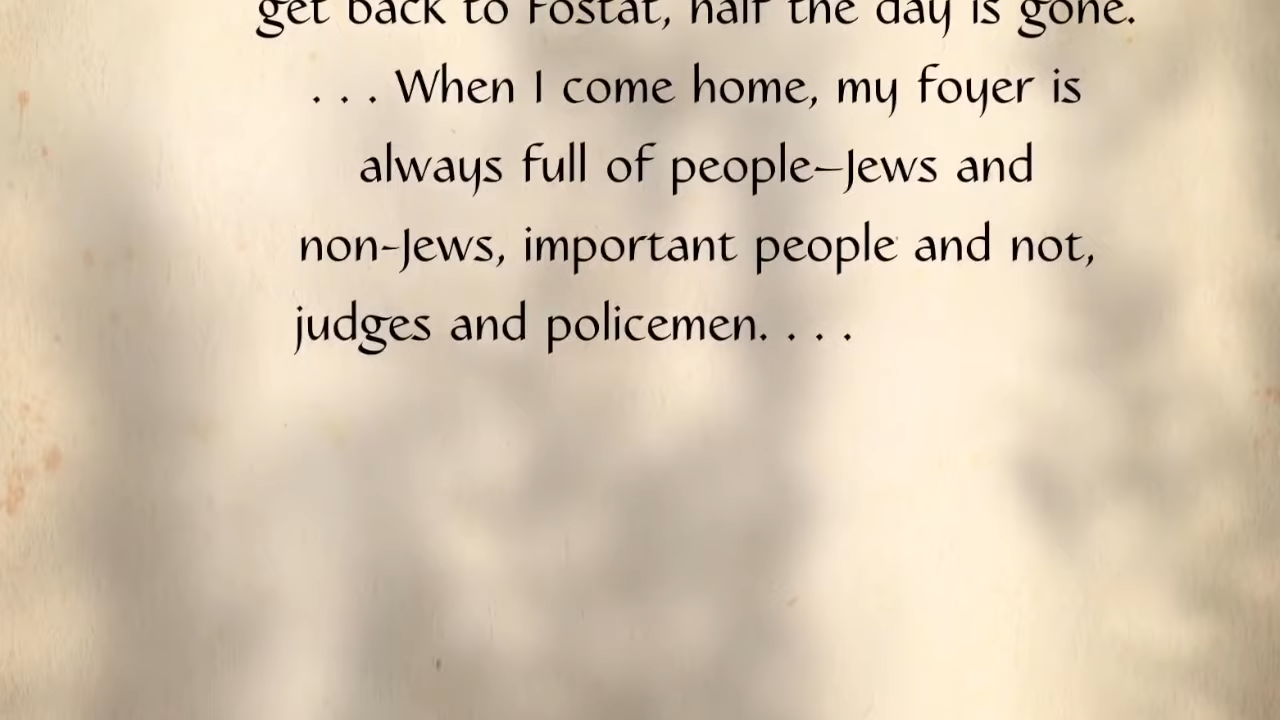 get back to Fostat, half the day is gone.
. . . When I come home, my foyer is
always full of people–Jews and
non-Jews, important people and not,
judges and policemen. . . .